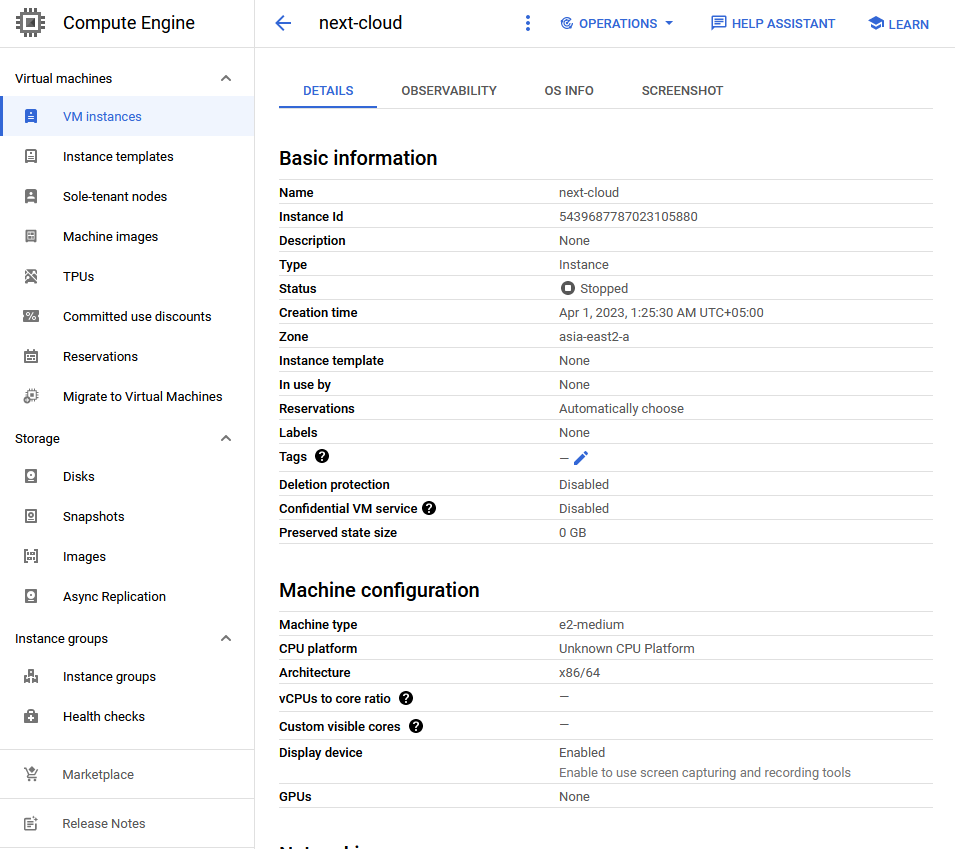 Compute Engine
next-cloud
OPERATIONS
HELP ASSISTANT
LEARN
Virtual machines
VM instances
Instance templates
Sole-tenant nodes
Machine images
TPUs
Committed use discounts
Reservations
Migrate to Virtual Machines
Storage
Disks
Snapshots
Images
Async Replication
Instance groups
Instance groups
Health checks
Marketplace
Release Notes
DETAILS OBSERVABILITY OS INFO SCREENSHOT
Basic information
Name next-cloud
Instance Id 5439687787023105880
Description None
Type Instance
Status Stopped
Creation time Apr 1, 2023, 1:25:30 AM UTC+05:00
Zone asia-east2-a
Instance template None
In use by None
Reservations Automatically choose
Labels None
Tags —
Deletion protection Disabled
Confidential VM service Disabled
Preserved state size 0 GB
Machine configuration
Machine type e2-medium
CPU platform Unknown CPU Platform
Architecture x86/64
vCPUs to core ratio —
Custom visible cores —
Display device Enabled
Enable to use screen capturing and recording tools
GPUs None